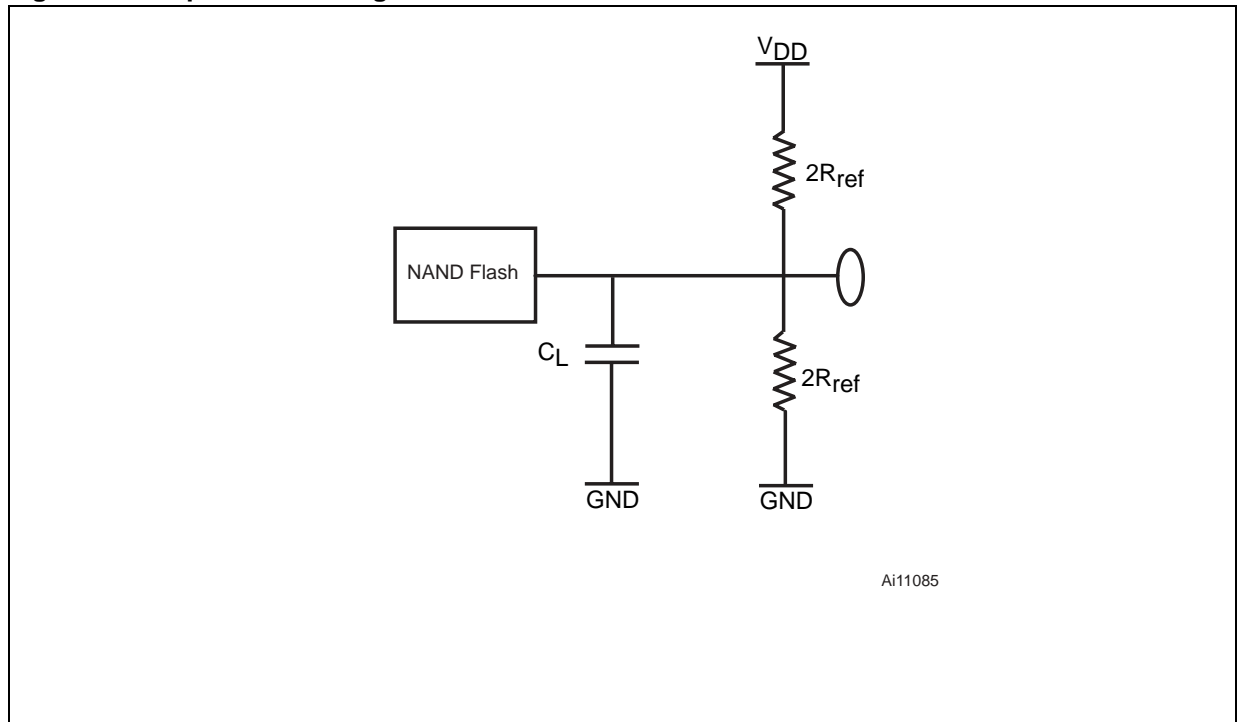 VDD
2Rref
NAND Flash
CL
2Rref
GND
GND
Ai11085